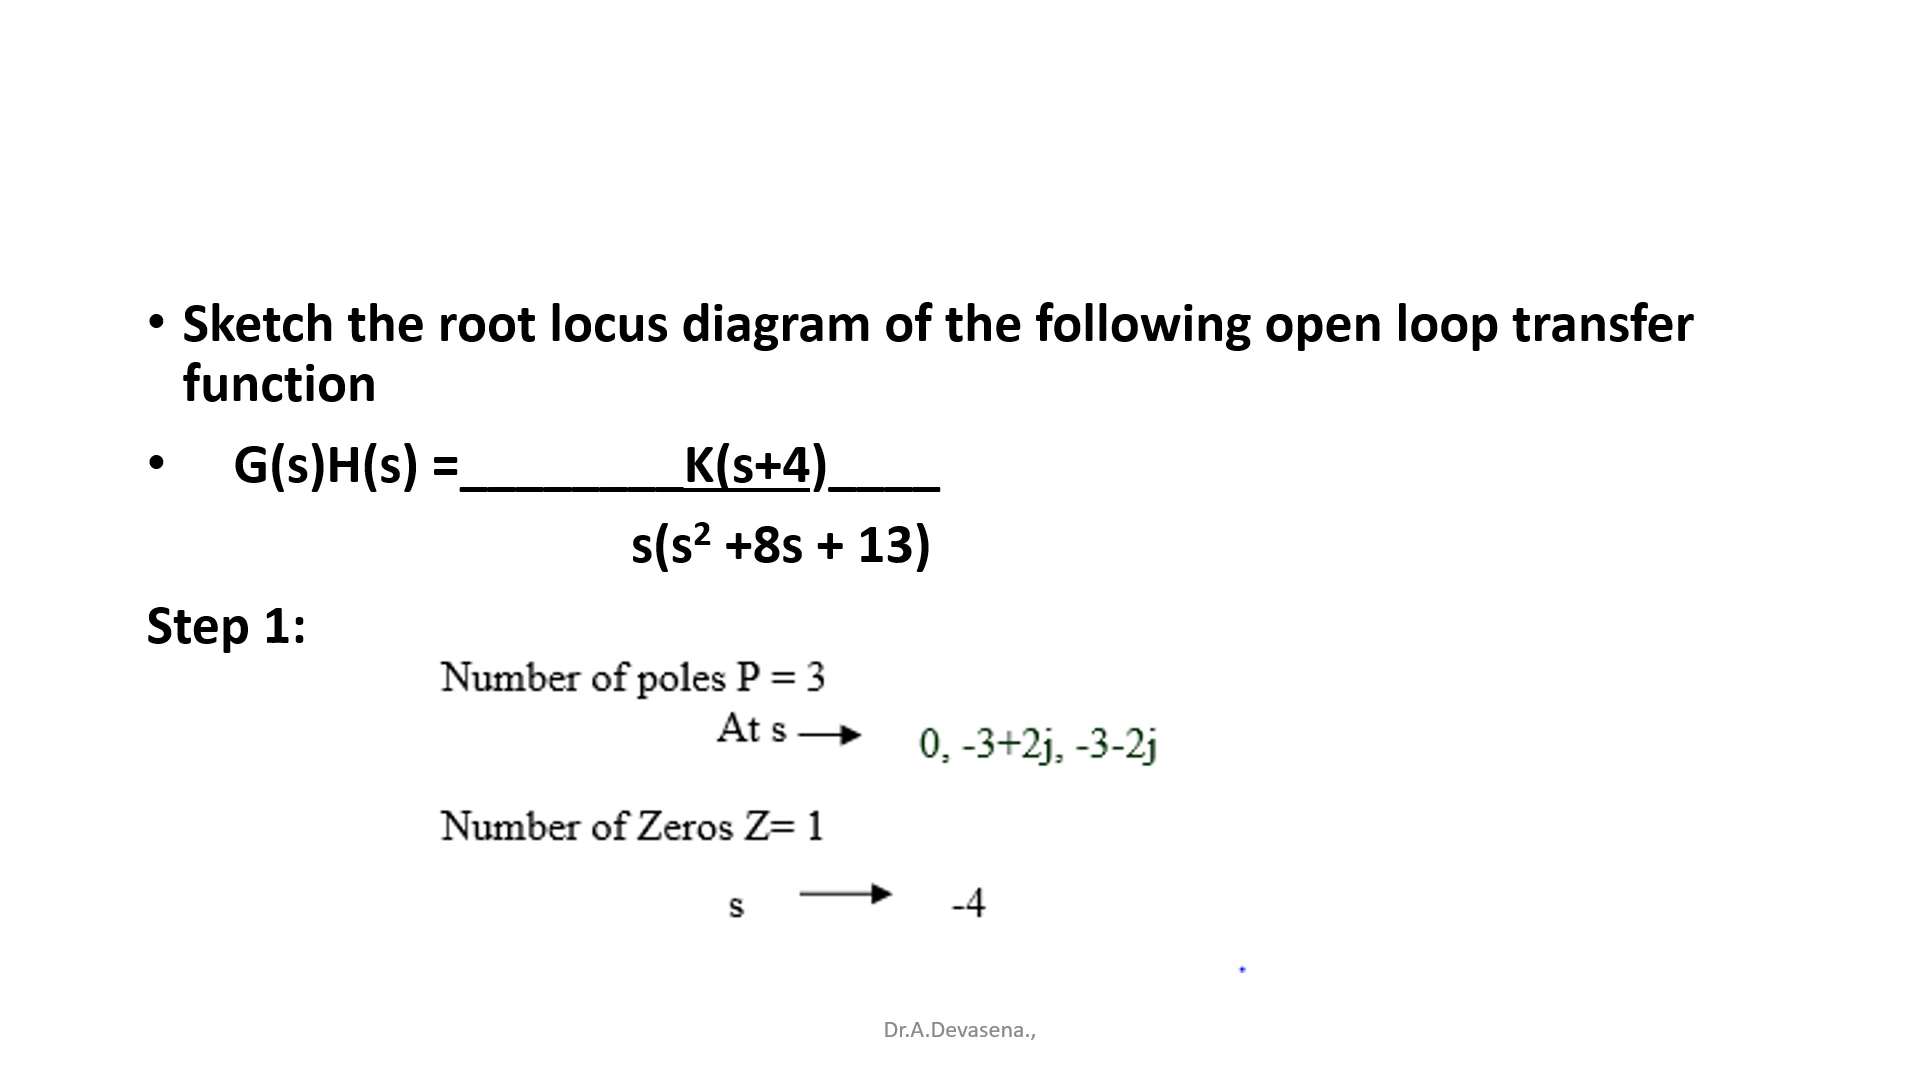 • Sketch the root locus diagram of the following open loop transfer
function
• G(s)H(s) =________K(s+4)____
s(s² +8s + 13)
Step 1:
Number of poles P = 3
At s → 0, -3+2j, -3-2j
Number of Zeros Z= 1
s → -4
Dr.A.Devasena.,